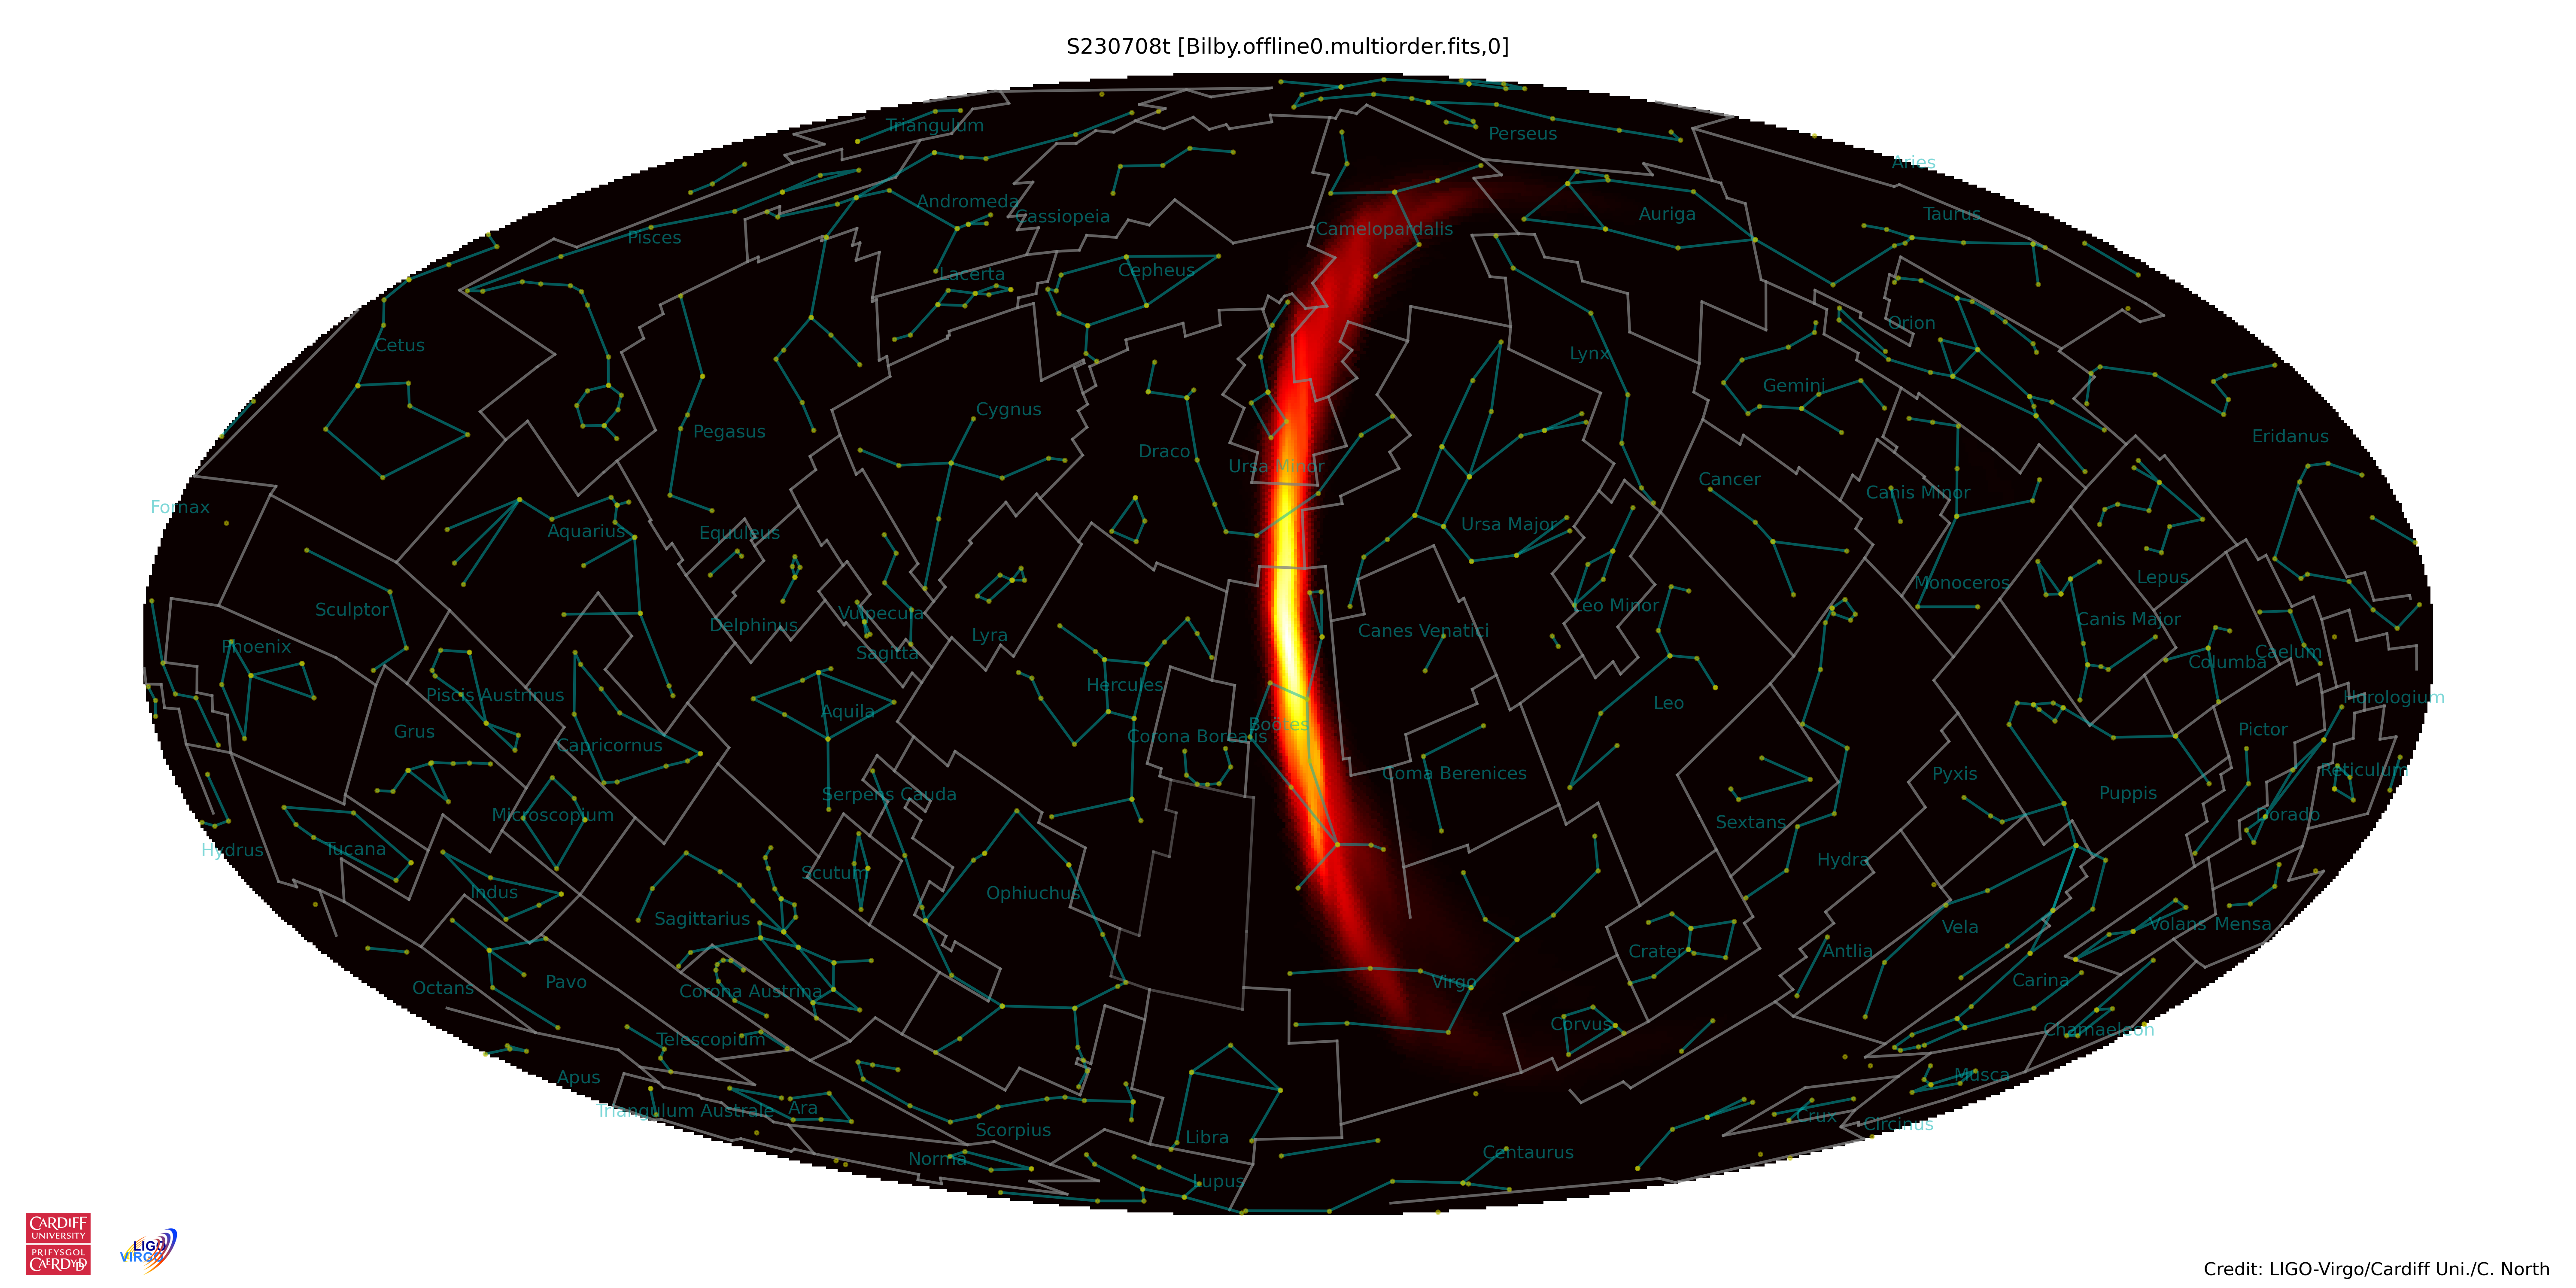 S230708t [Bilby.offline0.multiorder.fits,0]
Triangulum
Perseus
Aries
Andromeda
Cassiopeia
Auriga
Taurus
Pisces
Camelopardalis
Lacerta
Cepheus
Orion
Cetus
Lynx
Gemini
Cygnus
Pegasus
Draco
Eridanus
Ursa Minor
Cancer
Canis Minor
Fornax
Aquarius
Equuleus
Ursa Major
Monoceros
Lepus
Sculptor
Delphinus
Vulpecula
Leo Minor
Canis Major
Lyra
Canes Venatici
Phoenix
Sagitta
Columba
Caelum
Piscis Austrinus
Hercules
Horologium
Aquila
Leo
Grus
Capricornus
Corona Borealis
Boötes
Pictor
Coma Berenices
Pyxis
Reticulum
Serpens Cauda
Puppis
Microscopium
Sextans
Dorado
Hydrus
Tucana
Hydra
Scutum
Indus
Ophiuchus
Sagittarius
Vela
Volans
Mensa
Crater
Antlia
Octans
Pavo
Corona Austrina
Virgo
Carina
Corvus
Chamaeleon
Telescopium
Apus
Musca
Triangulum Australe
Ara
Crux
Circinus
Scorpius
Libra
Norma
Centaurus
Lupus
CARDIFF
UNIVERSITY
PRIFYSGOL
CAERDYDD
LIGO
VIRGO
Credit: LIGO-Virgo/Cardiff Uni./C. North